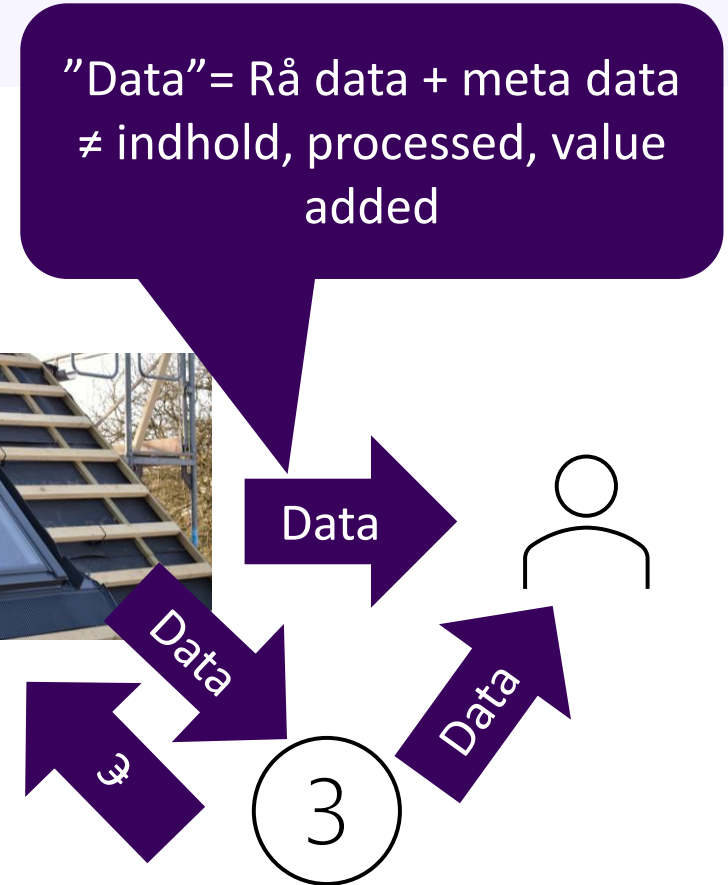 ”Data”= Rå data + meta data
≠ indhold, processed, value
added
Data
Data
Data
€
3